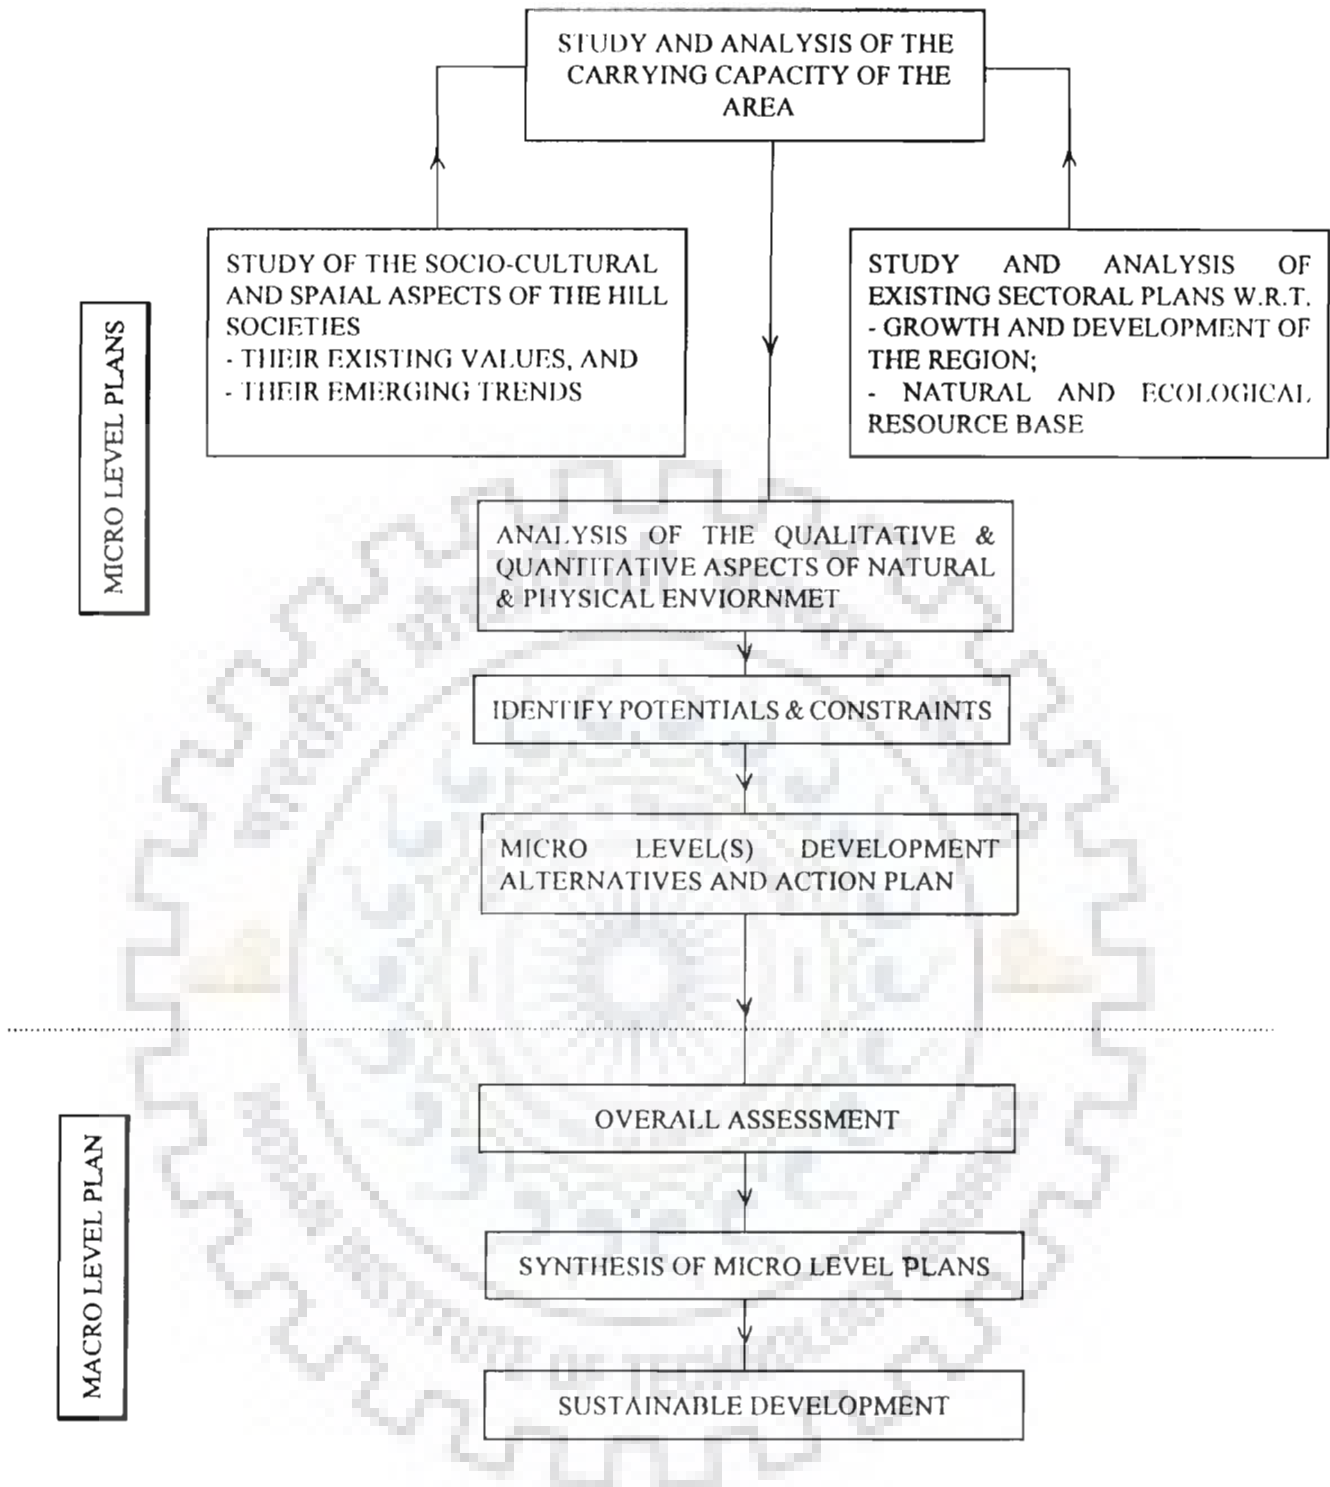 STUDY AND ANALYSIS OF THE
CARRYING CAPACITY OF THE
AREA
STUDY OF THE SOCIO-CULTURAL
AND SPAIAL ASPECTS OF THE HILL
SOCIETIES
- THEIR EXISTING VALUES, AND
- THEIR EMERGING TRENDS
STUDY AND ANALYSIS OF
EXISTING SECTORAL PLANS W.R.T.
- GROWTH AND DEVELOPMENT OF
THE REGION;
- NATURAL AND ECOLOGICAL
RESOURCE BASE
MICRO LEVEL PLANS
ANALYSIS OF THE QUALITATIVE &
QUANTITATIVE ASPECTS OF NATURAL
& PHYSICAL ENVIORNMET
IDENTIFY POTENTIALS & CONSTRAINTS
MICRO LEVEL(S) DEVELOPMENT
ALTERNATIVES AND ACTION PLAN
MACRO LEVEL PLAN
OVERALL ASSESSMENT
SYNTHESIS OF MICRO LEVEL PLANS
SUSTAINABLE DEVELOPMENT